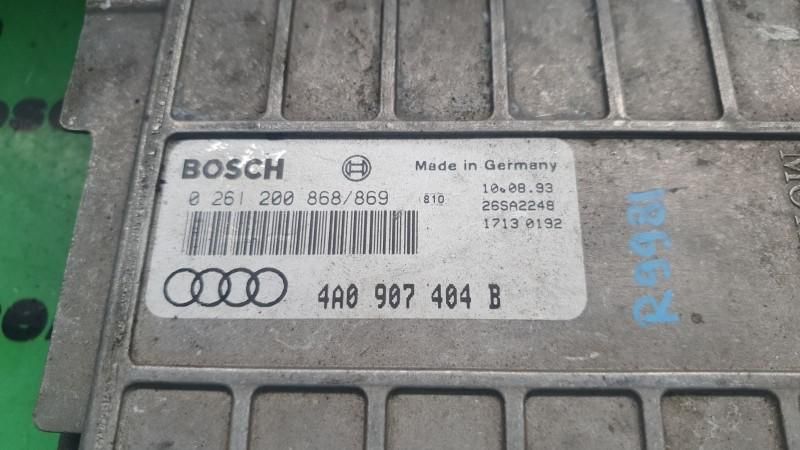 BOSCH
Made in Germany
0 261 200 868/869
810
10.08.93
26SA2248
1713 0192
4A0 907 404 B
R9981